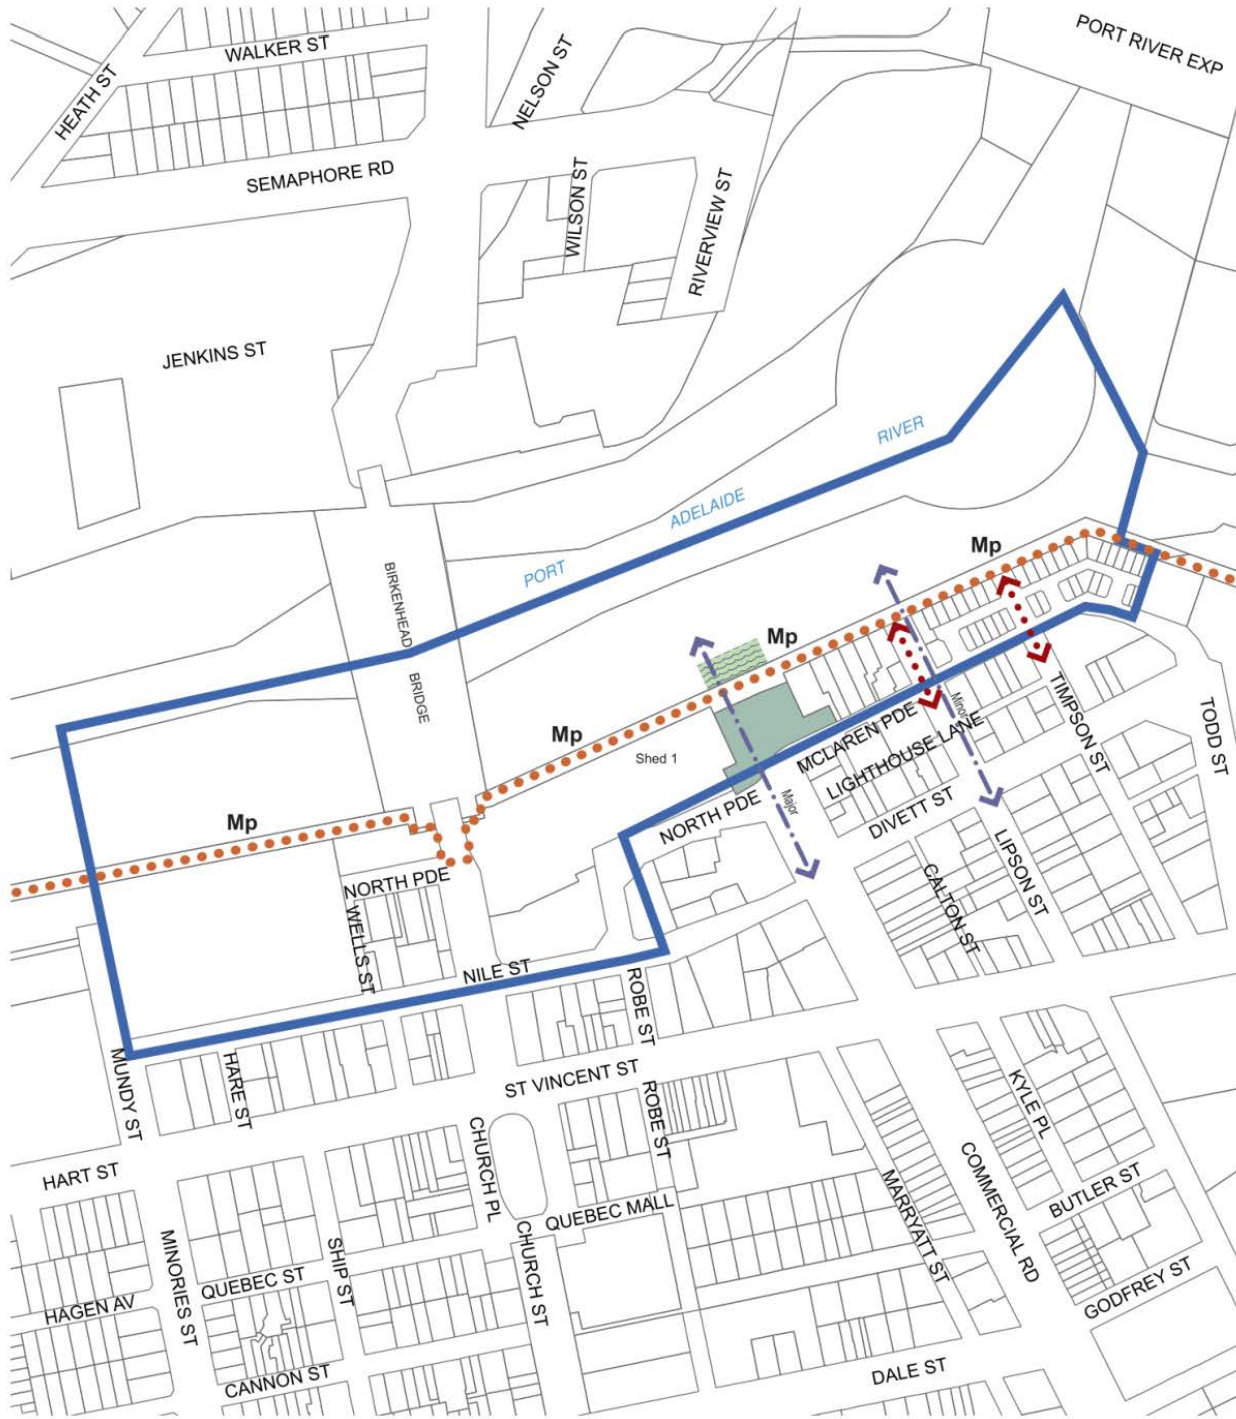 WALKER ST
HEATH ST
NELSON ST
PORT RIVER EXP
SEMAPHORE RD
WILSON ST
RIVERVIEW ST
JENKINS ST
RIVER
ADELAIDE
PORT
BIRKENHEAD
BRIDGE
Mp
Mp
Mp
Mp
Shed 1
Minor
Major
MCLAREN PDE
LIGHTHOUSE LANE
TIMPSON ST
TODD ST
NORTH PDE
DIVETT ST
LIPSON ST
CALTON ST
NORTH PDE
WELLS ST
NILE ST
ROBE ST
MUNDY ST
HARE ST
ST VINCENT ST
ROBE ST
KYLE PL
HART ST
CHURCH PL
MARRYATT ST
COMMERCIAL RD
BUTLER ST
QUEBEC MALL
MINORIES ST
SHIP ST
CHURCH ST
QUEBEC ST
GODFREY ST
HAGEN AV
CANNON ST
DALE ST